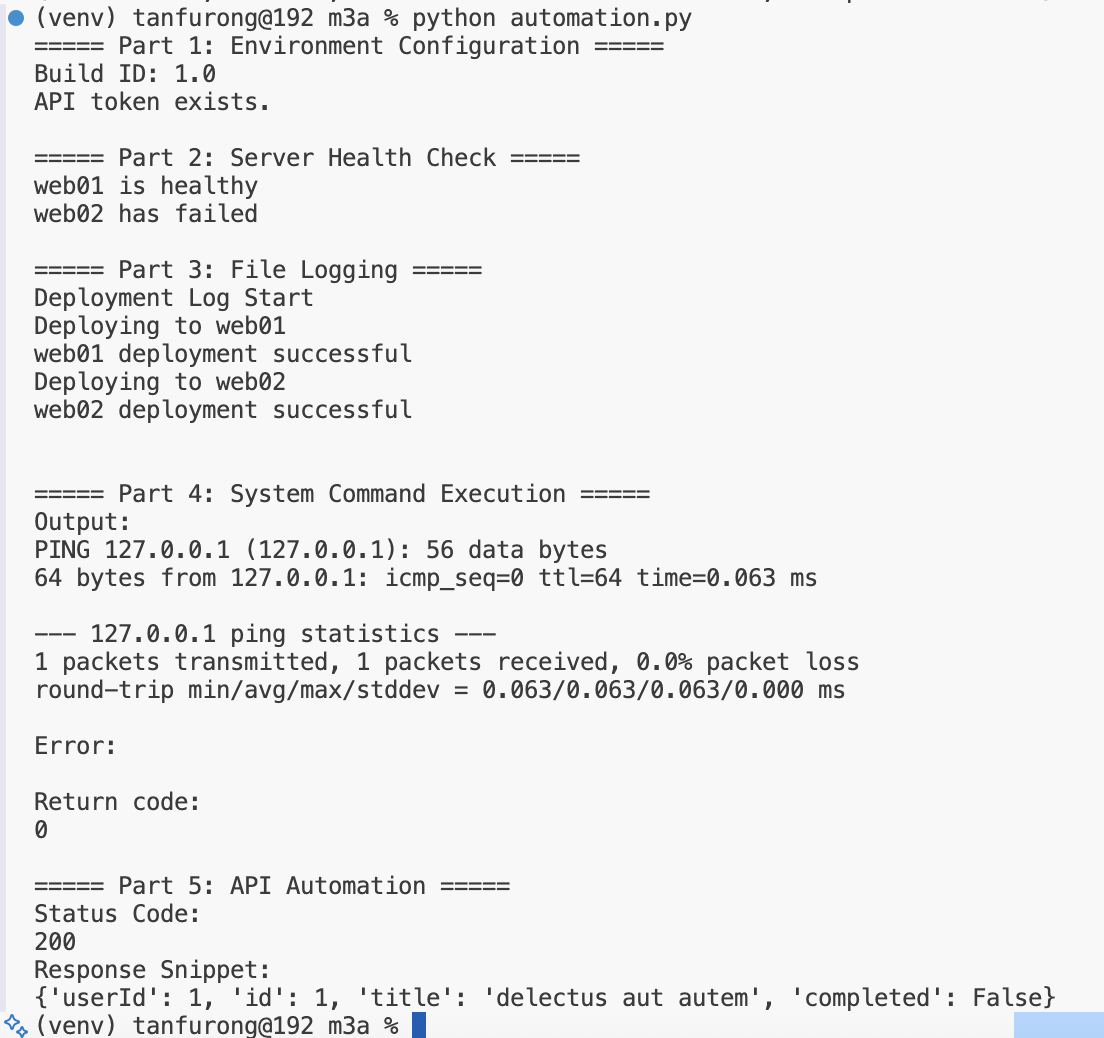 (venv) tanfurong@192 m3a % python automation.py
===== Part 1: Environment Configuration =====
Build ID: 1.0
API token exists.
===== Part 2: Server Health Check =====
web01 is healthy
web02 has failed
===== Part 3: File Logging =====
Deployment Log Start
Deploying to web01
web01 deployment successful
Deploying to web02
web02 deployment successful
===== Part 4: System Command Execution =====
Output:
PING 127.0.0.1 (127.0.0.1): 56 data bytes
64 bytes from 127.0.0.1: icmp_seq=0 ttl=64 time=0.063 ms
--- 127.0.0.1 ping statistics ---
1 packets transmitted, 1 packets received, 0.0% packet loss
round-trip min/avg/max/stddev = 0.063/0.063/0.063/0.000 ms
Error:
Return code:
0
===== Part 5: API Automation =====
Status Code:
200
Response Snippet:
{'userId': 1, 'id': 1, 'title': 'delectus aut autem', 'completed': False}
(venv) tanfurong@192 m3a %